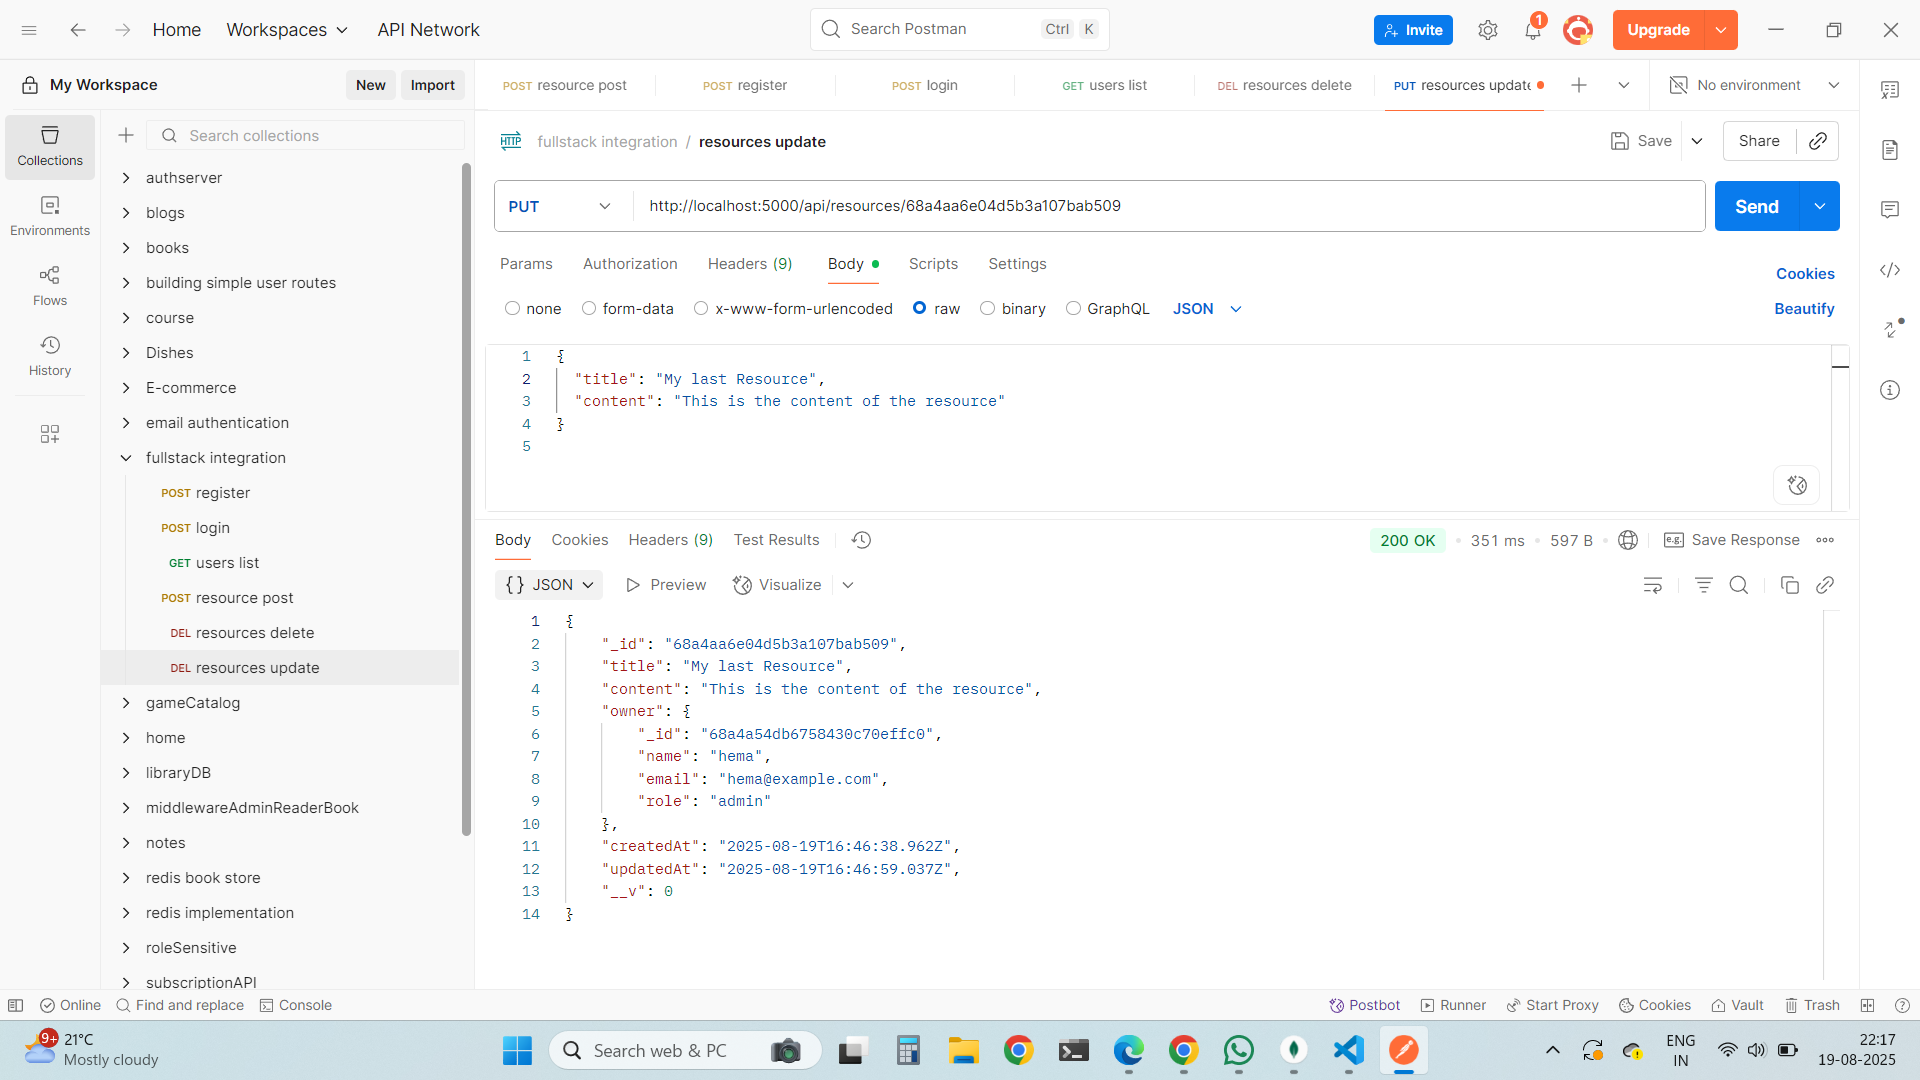 Home
Workspaces
API Network
Search Postman
Ctrl K
Invite
1
Upgrade
My Workspace
New
Import
POST resource post
POST register
POST login
GET users list
DEL resources delete
PUT resources update
No environment
Collections
Environments
Flows
History
Search collections
authserver
blogs
books
building simple user routes
course
Dishes
E-commerce
email authentication
fullstack integration
POST register
POST login
GET users list
POST resource post
DEL resources delete
DEL resources update
gameCatalog
home
libraryDB
middlewareAdminReaderBook
notes
redis book store
redis implementation
roleSensitive
subscriptionAPI
HTTP fullstack integration / resources update
Save
Share
PUT http://localhost:5000/api/resources/68a4aa6e04d5b3a107bab509
Send
Params Authorization Headers (9) Body Scripts Settings
Cookies
none form-data x-www-form-urlencoded raw binary GraphQL JSON
Beautify
1 {
2 "title": "My last Resource",
3 "content": "This is the content of the resource"
4 }
5
Body Cookies Headers (9) Test Results
200 OK • 351 ms • 597 B
e.g. Save Response
{} JSON Preview Visualize
1 {
2 "_id": "68a4aa6e04d5b3a107bab509",
3 "title": "My last Resource",
4 "content": "This is the content of the resource",
5 "owner": {
6 "_id": "68a4a54db6758430c70effc0",
7 "name": "hema",
8 "email": "hema@example.com",
9 "role": "admin"
10 },
11 "createdAt": "2025-08-19T16:46:38.962Z",
12 "updatedAt": "2025-08-19T16:46:59.037Z",
13 "__v": 0
14 }
Online Find and replace Console
Postbot Runner Start Proxy Cookies Vault Trash
9+ 21°C
Mostly cloudy
Search web & PC
ENG
IN
22:17
19-08-2025